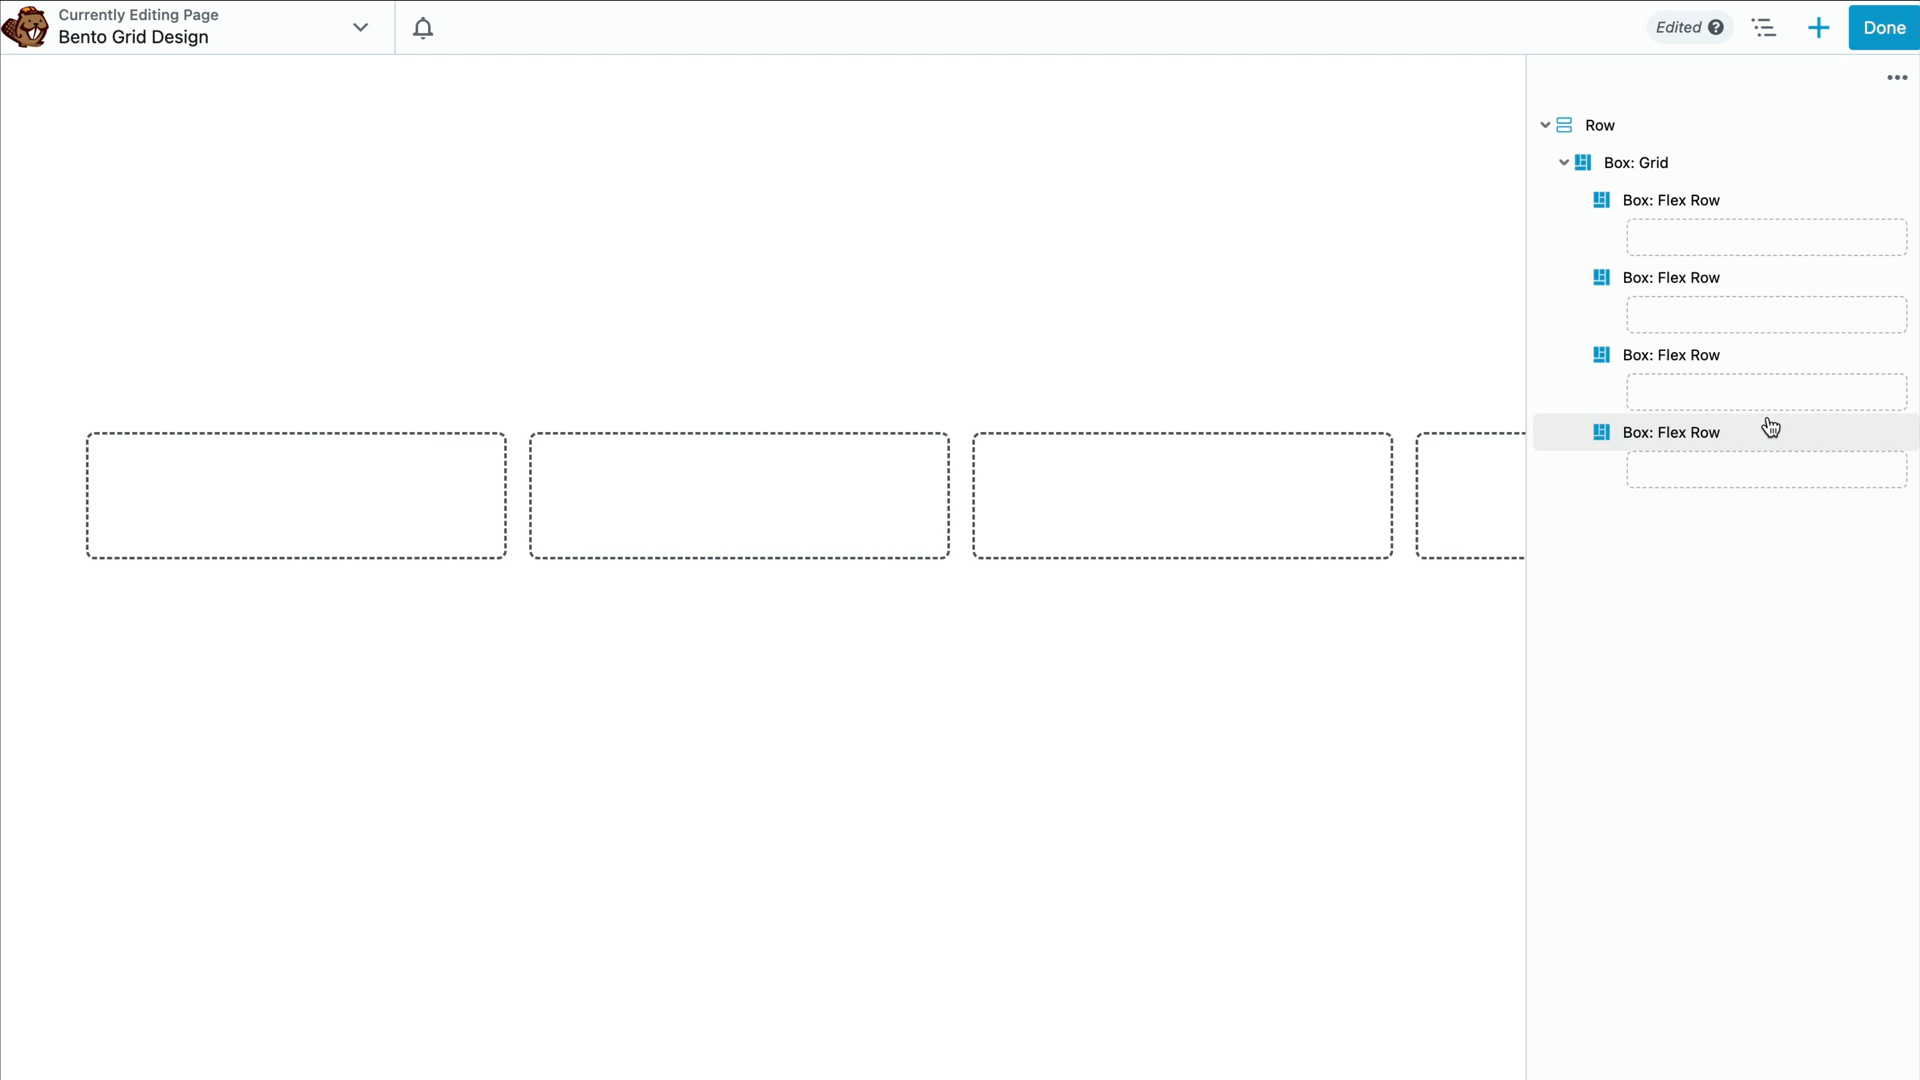 Currently Editing Page
Bento Grid Design
Edited ?
Done
Row
Box: Grid
Box: Flex Row
Box: Flex Row
Box: Flex Row
Box: Flex Row